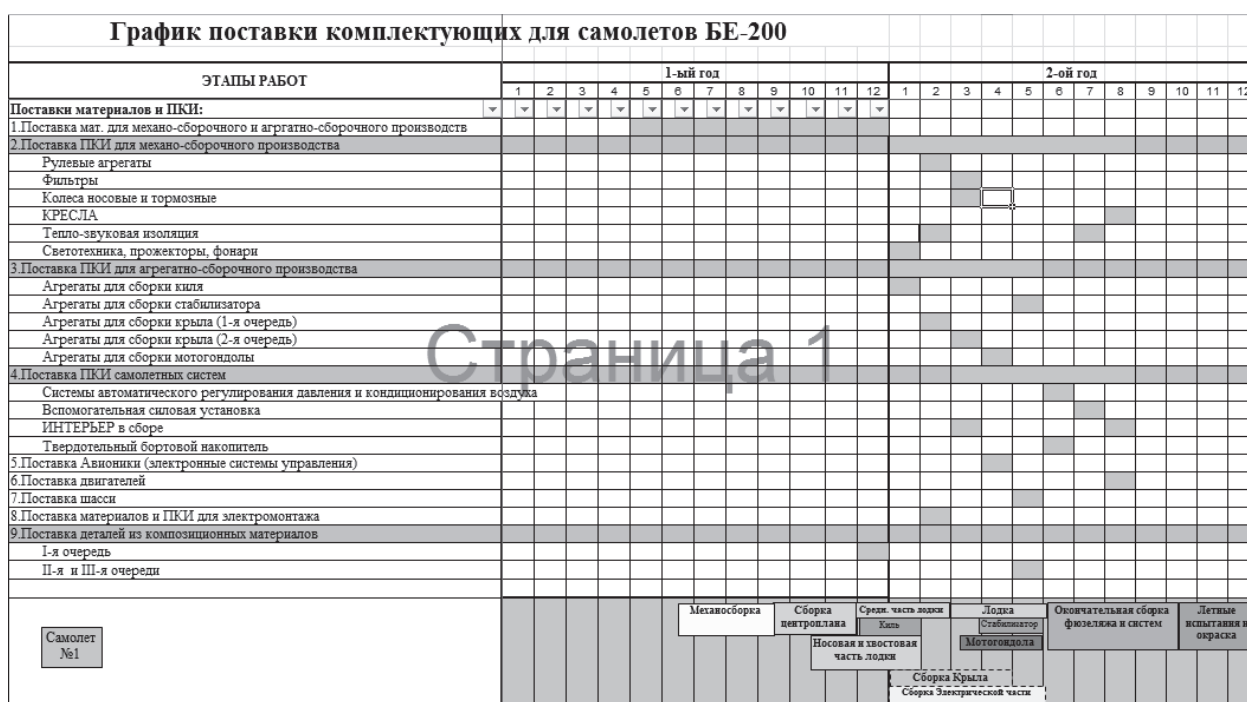 График поставки комплектующих для самолетов БЕ-200
ЭТАПЫ РАБОТ
1-ый год
2-ой год
1 2 3 4 5 6 7 8 9 10 11 12 1 2 3 4 5 6 7 8 9 10 11 12
Поставки материалов и ПКИ:
1.Поставка мат. для механо-сборочного и агргатно-сборочного производств
2.Поставка ПКИ для механо-сборочного производства
Рулевые агрегаты
Фильтры
Колеса носовые и тормозные
КРЕСЛА
Тепло-звуковая изоляция
Светотехника, прожекторы, фонари
3.Поставка ПКИ для агрегатно-сборочного производства
Агрегаты для сборки киля
Агрегаты для сборки стабилизатора
Агрегаты для сборки крыла (1-я очередь)
Агрегаты для сборки крыла (2-я очередь)
Агрегаты для сборки мотогондолы
Страница 1
4.Поставка ПКИ самолетных систем
Системы автоматического регулирования давления и кондиционирования воздуха
Вспомогательная силовая установка
ИНТЕРЬЕР в сборе
Твердотельный бортовой накопитель
5.Поставка Авионики (электронные системы управления)
6.Поставка двигателей
7.Поставка шасси
8.Поставка материалов и ПКИ для электромонтажа
9.Поставка деталей из композиционных материалов
I-я очередь
II-я и III-я очереди
Самолет
№1
Механосборка
Сборка
центроплана
Средн. часть лодки
Киль
Носовая и хвостовая
часть лодки
Лодка
Стабилизатор
Мотогондола
Сборка Крыла
Сборка Электрической части
Окончательная сборка
фюзеляжа и систем
Летные
испытания и
окраска